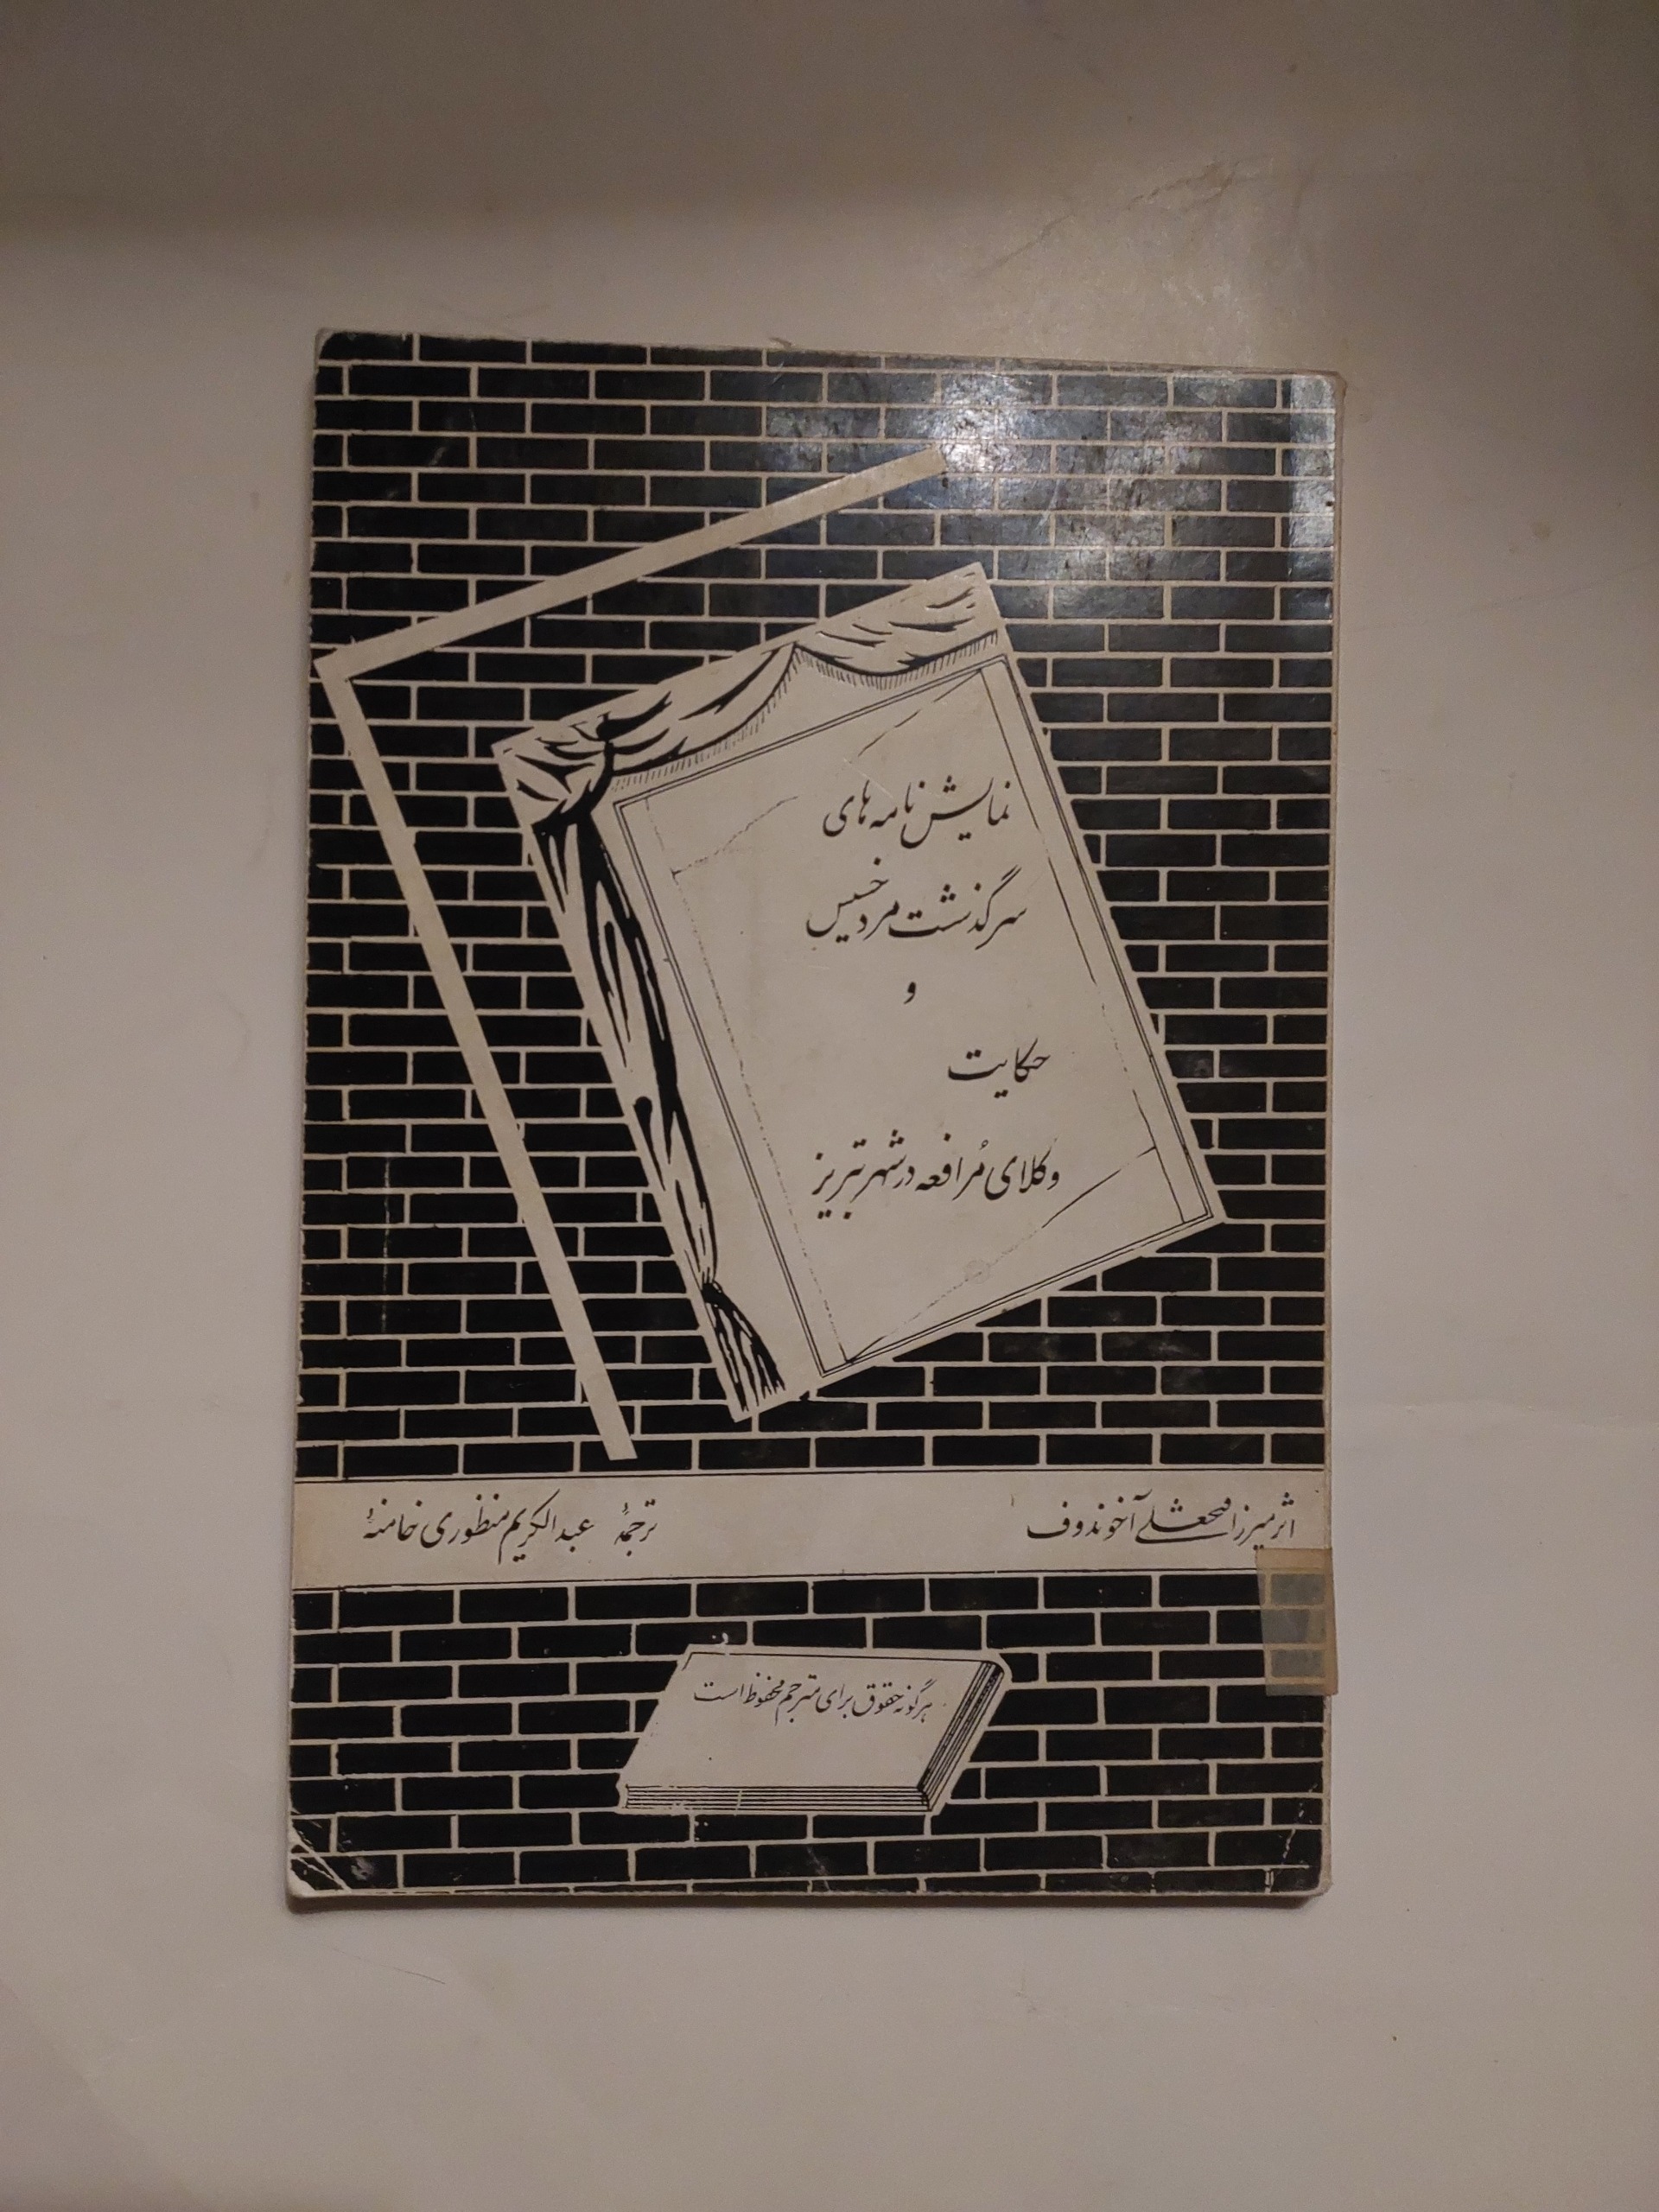 نمایش نامه های
سرگذشت مرد خسیس
و
حکایت
وکلای مُرافعه در شهر تبریز
اثر میرزا فتحعلی آخوندوف
ترجمهٔ عبدالکریم منظوری خامنهٔ
هرگونه حقوق برای مترجم محفوظ است